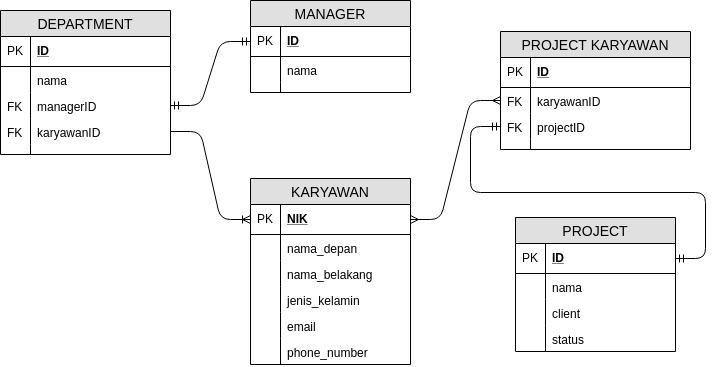 DEPARTMENT
PK ID
nama
FK managerID
FK karyawanID
MANAGER
PK ID
nama
KARYAWAN
PK NIK
nama_depan
nama_belakang
jenis_kelamin
email
phone_number
PROJECT KARYAWAN
PK ID
FK karyawanID
FK projectID
PROJECT
PK ID
nama
client
status